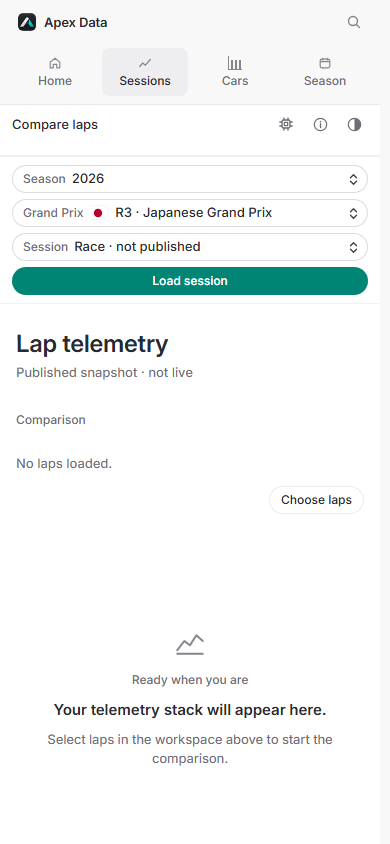 Apex Data
Home
Sessions
Cars
Season
Compare laps
Season 2026
Grand Prix R3 · Japanese Grand Prix
Session Race · not published
Load session
Lap telemetry
Published snapshot · not live
Comparison
No laps loaded.
Choose laps
Ready when you are
Your telemetry stack will appear here.
Select laps in the workspace above to start the
comparison.